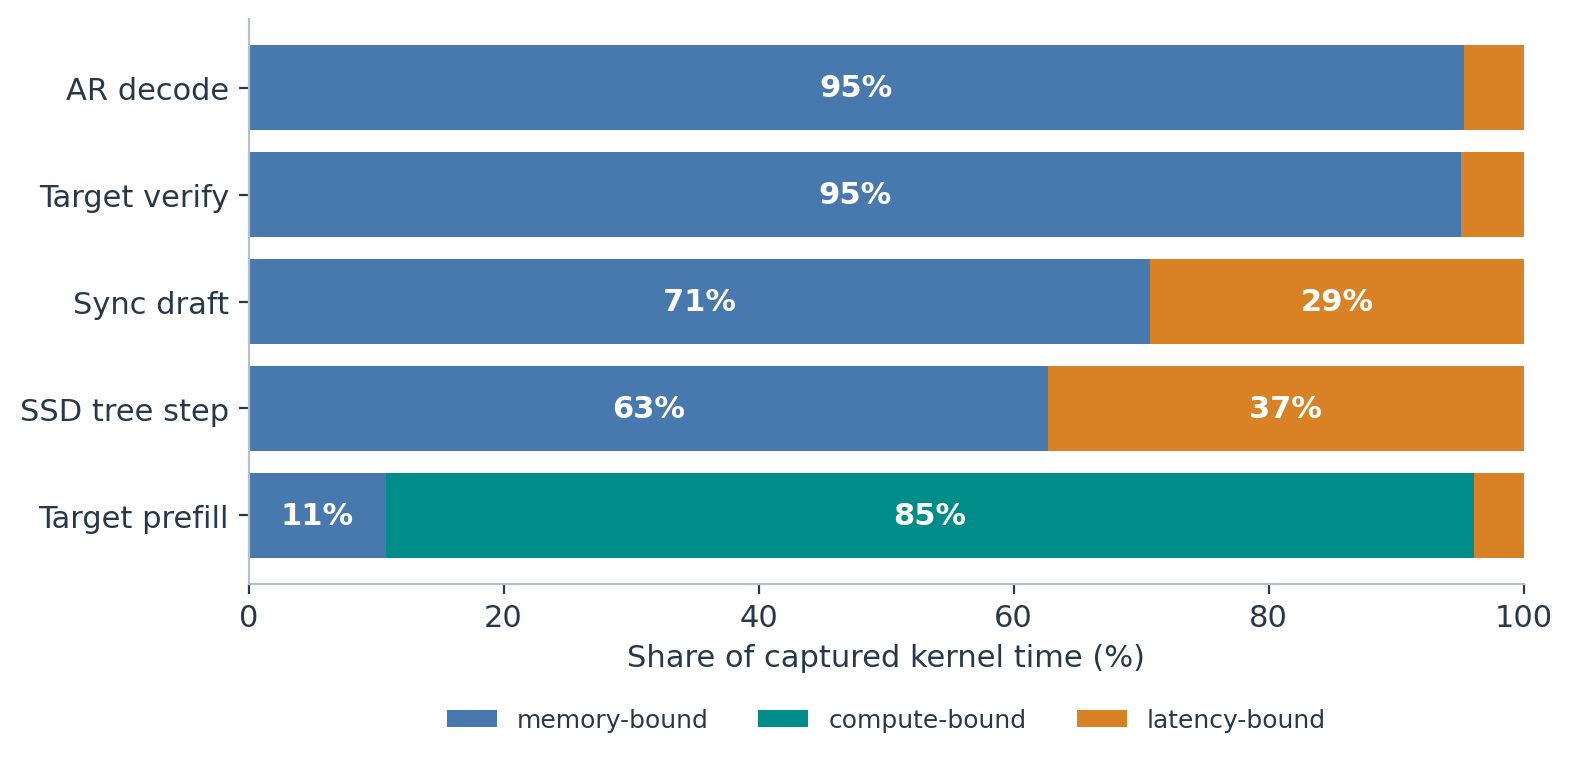 AR decode
95%
Target verify
95%
Sync draft
71%
29%
SSD tree step
63%
37%
Target prefill
11%
85%
0
20
40
60
80
100
Share of captured kernel time (%)
memory-bound
compute-bound
latency-bound